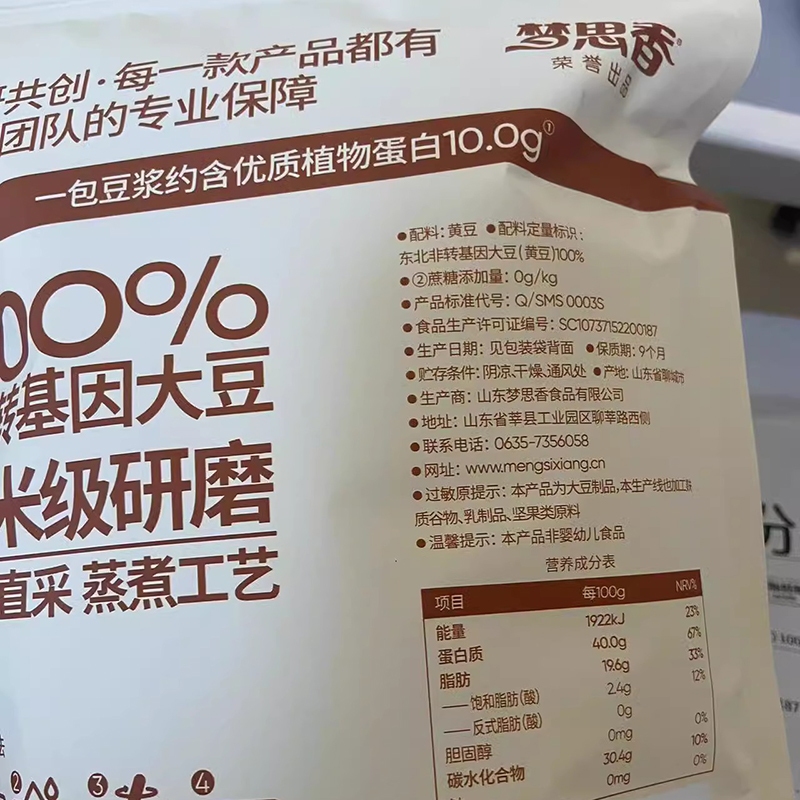 共创·每一款产品都有
团队的专业保障
梦思香®
荣誉出品
一包豆浆约含优质植物蛋白10.0g①
00%
转基因大豆
米级研磨
直采 蒸煮工艺
●配料：黄豆 ●配料定量标识：
东北非转基因大豆(黄豆)100%
●②蔗糖添加量：0g/kg
●产品标准代号：Q/SMS 0003S
●食品生产许可证编号：SC10737152200187
●生产日期：见包装袋背面 ●保质期：9个月
●贮存条件：阴凉、干燥、通风处 ●产地：山东省聊城市
●生产商：山东梦思香食品有限公司
●地址：山东省莘县工业园区聊莘路西侧
●联系电话：0635-7356058
●网址：www.mengsixiang.cn
●过敏原提示：本产品为大豆制品,本生产线也加工麸
质谷物、乳制品、坚果类原料
●温馨提示：本产品非婴幼儿食品
营养成分表
项目 每100g NRV%
能量 1922kJ 23%
蛋白质 40.0g 67%
脂肪 19.6g 33%
——饱和脂肪(酸) 2.4g 12%
——反式脂肪(酸) 0g
胆固醇 0mg 0%
碳水化合物 30.4g 10%
0mg 0%
② ③ ④